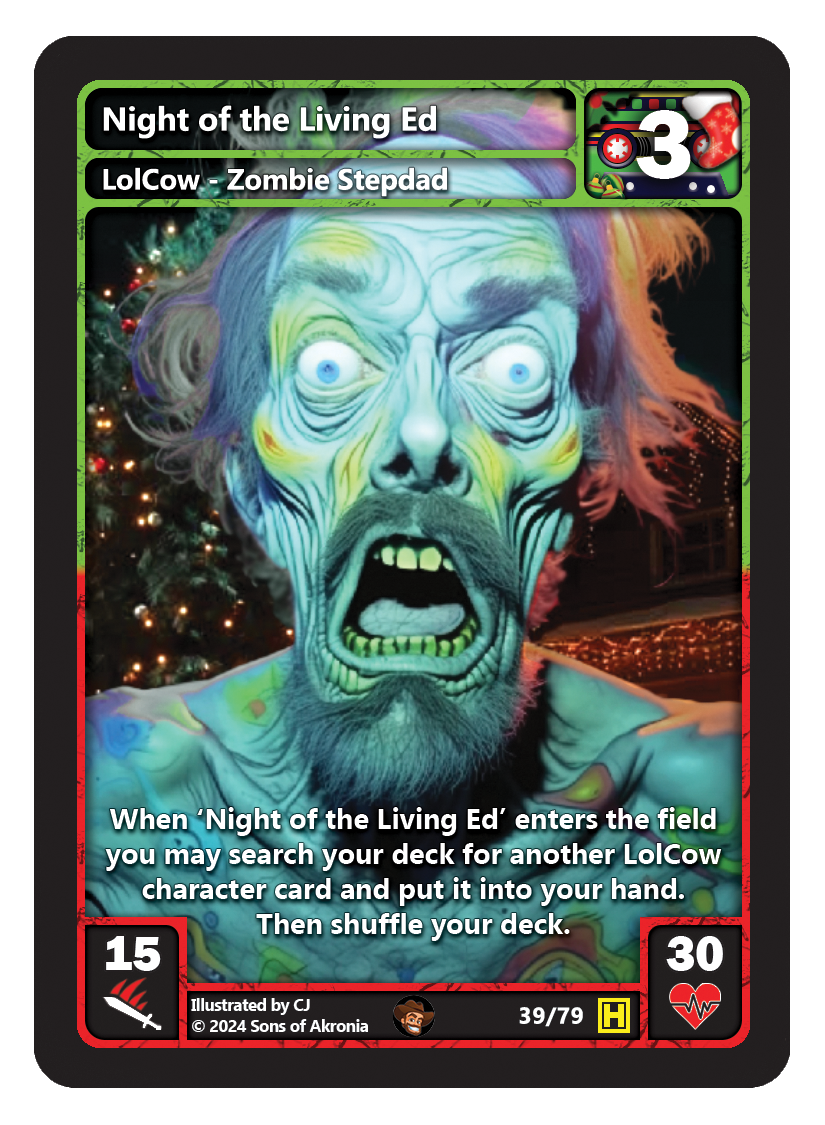 Night of the Living Ed
3
LolCow - Zombie Stepdad
When ‘Night of the Living Ed’ enters the field
you may search your deck for another LolCow
character card and put it into your hand.
Then shuffle your deck.
15
30
Illustrated by CJ
© 2024 Sons of Akronia
39/79
H